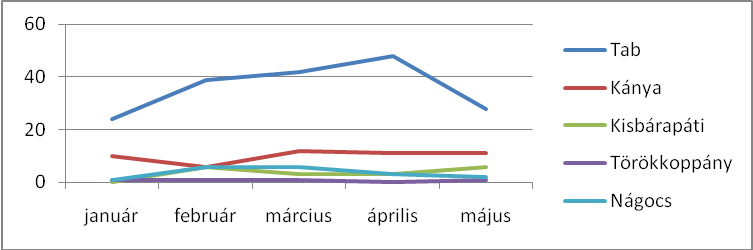 60
40
20
0
január február március április május
Tab
Kánya
Kisbárapáti
Törökkoppány
Nágocs